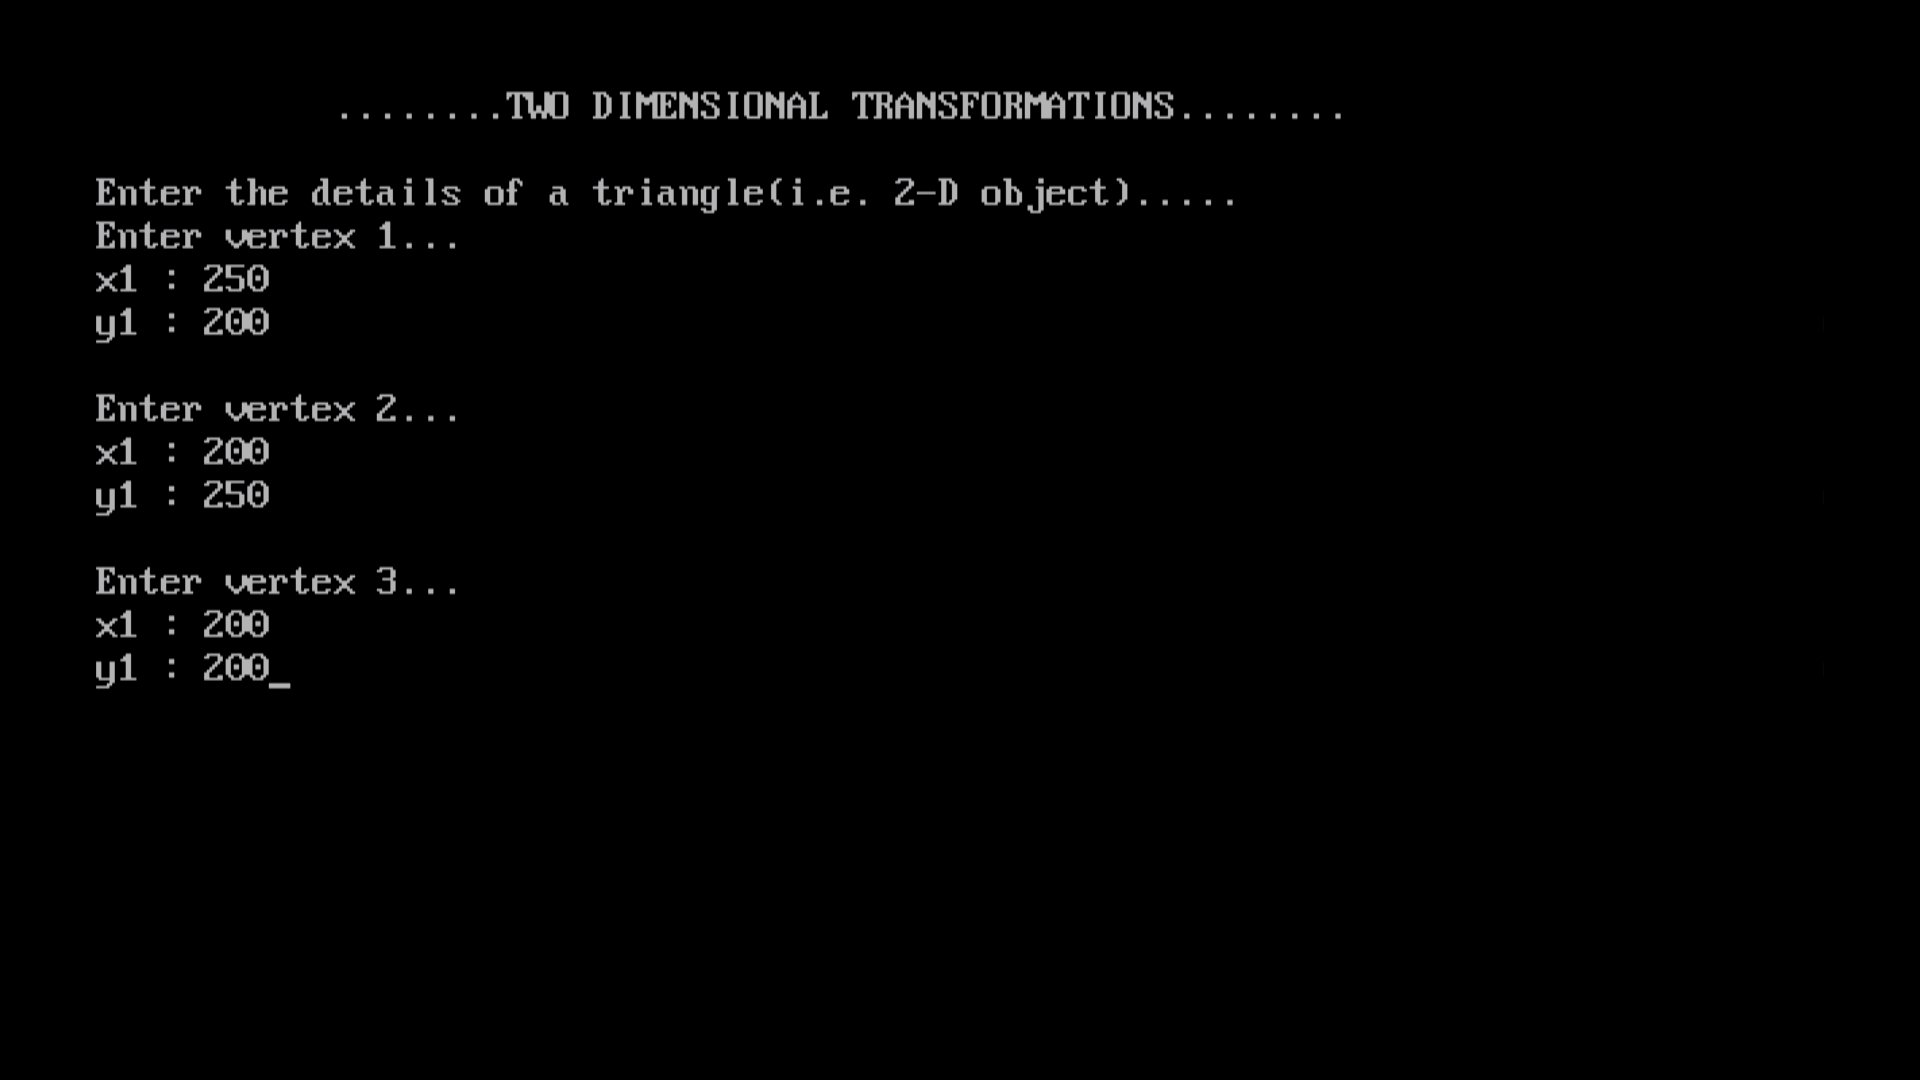 ........TWO DIMENSIONAL TRANSFORMATIONS........
Enter the details of a triangle(i.e. 2-D object).....
Enter vertex 1...
x1 : 250
y1 : 200
Enter vertex 2...
x1 : 200
y1 : 250
Enter vertex 3...
x1 : 200
y1 : 200_